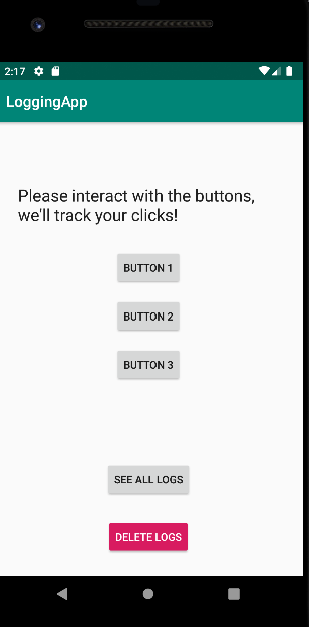 2:17
LoggingApp
Please interact with the buttons,
we'll track your clicks!
BUTTON 1
BUTTON 2
BUTTON 3
SEE ALL LOGS
DELETE LOGS